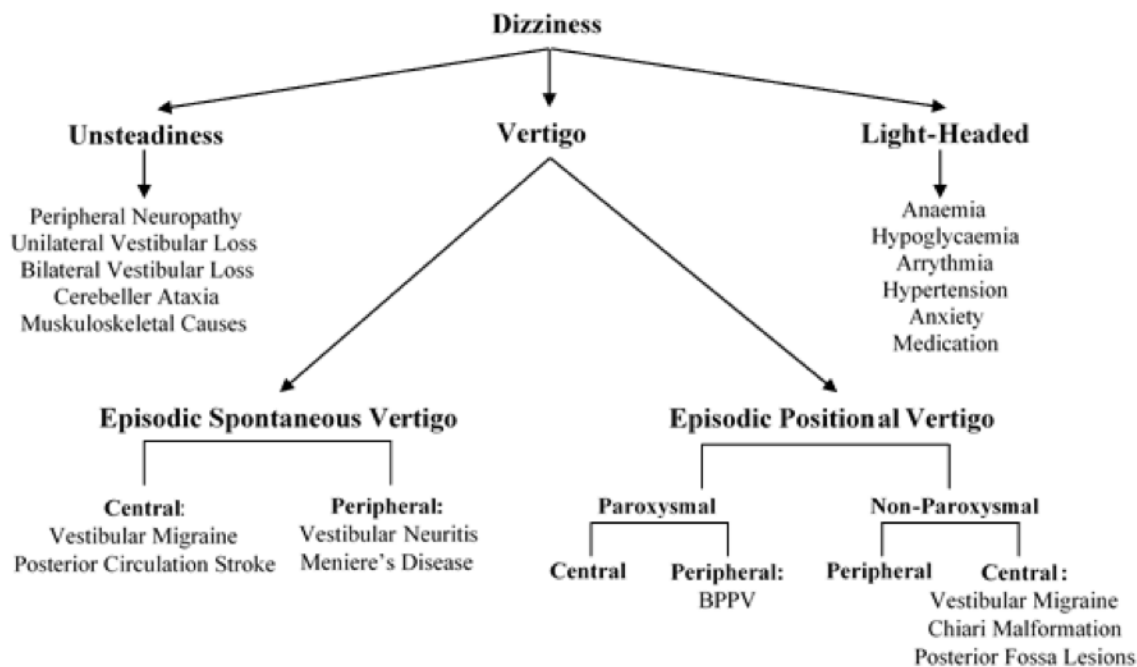 Dizziness
Unsteadiness
Vertigo
Light-Headed
Peripheral Neuropathy
Unilateral Vestibular Loss
Bilateral Vestibular Loss
Cerebeller Ataxia
Muskuloskeletal Causes
Anaemia
Hypoglycaemia
Arrythmia
Hypertension
Anxiety
Medication
Episodic Spontaneous Vertigo
Central:
Vestibular Migraine
Posterior Circulation Stroke
Peripheral:
Vestibular Neuritis
Meniere's Disease
Episodic Positional Vertigo
Paroxysmal
Central
Peripheral:
BPPV
Non-Paroxysmal
Peripheral
Central:
Vestibular Migraine
Chiari Malformation
Posterior Fossa Lesions